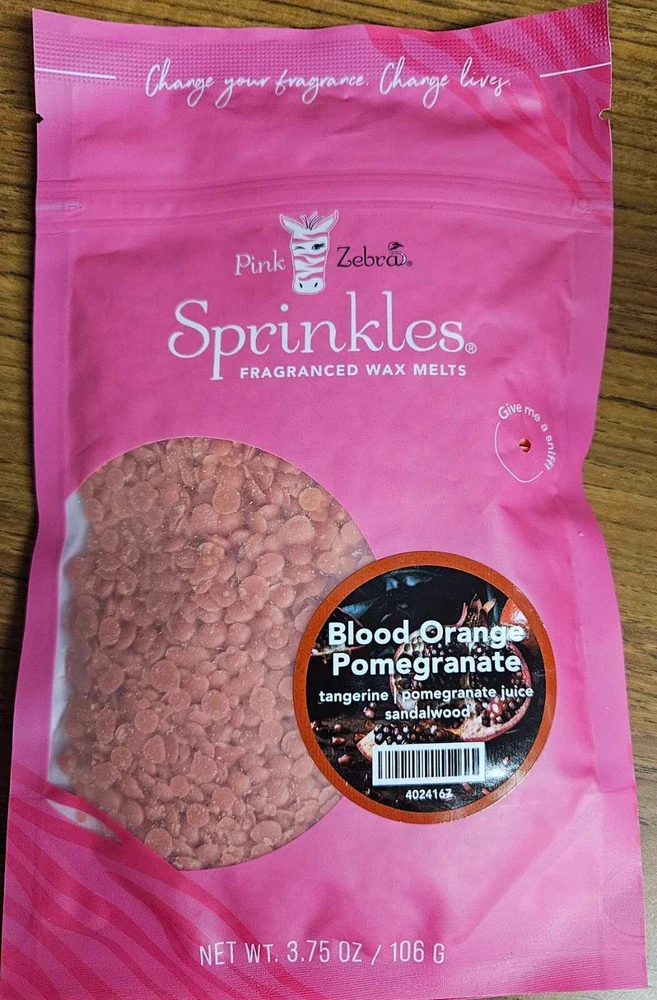 Change your fragrance. Change lives.
Pink Zebra®
Sprinkles®
FRAGRANCED WAX MELTS
Give me a sniff!
Blood Orange
Pomegranate
tangerine | pomegranate juice
sandalwood
4024167
NET WT. 3.75 OZ / 106 G